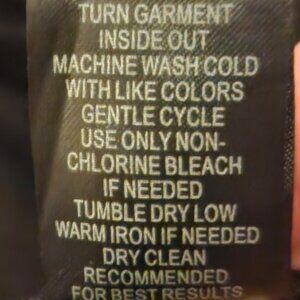 TURN GARMENT
INSIDE OUT
MACHINE WASH COLD
WITH LIKE COLORS
GENTLE CYCLE
USE ONLY NON-
CHLORINE BLEACH
IF NEEDED
TUMBLE DRY LOW
WARM IRON IF NEEDED
DRY CLEAN
RECOMMENDED
FOR BEST RESULTS